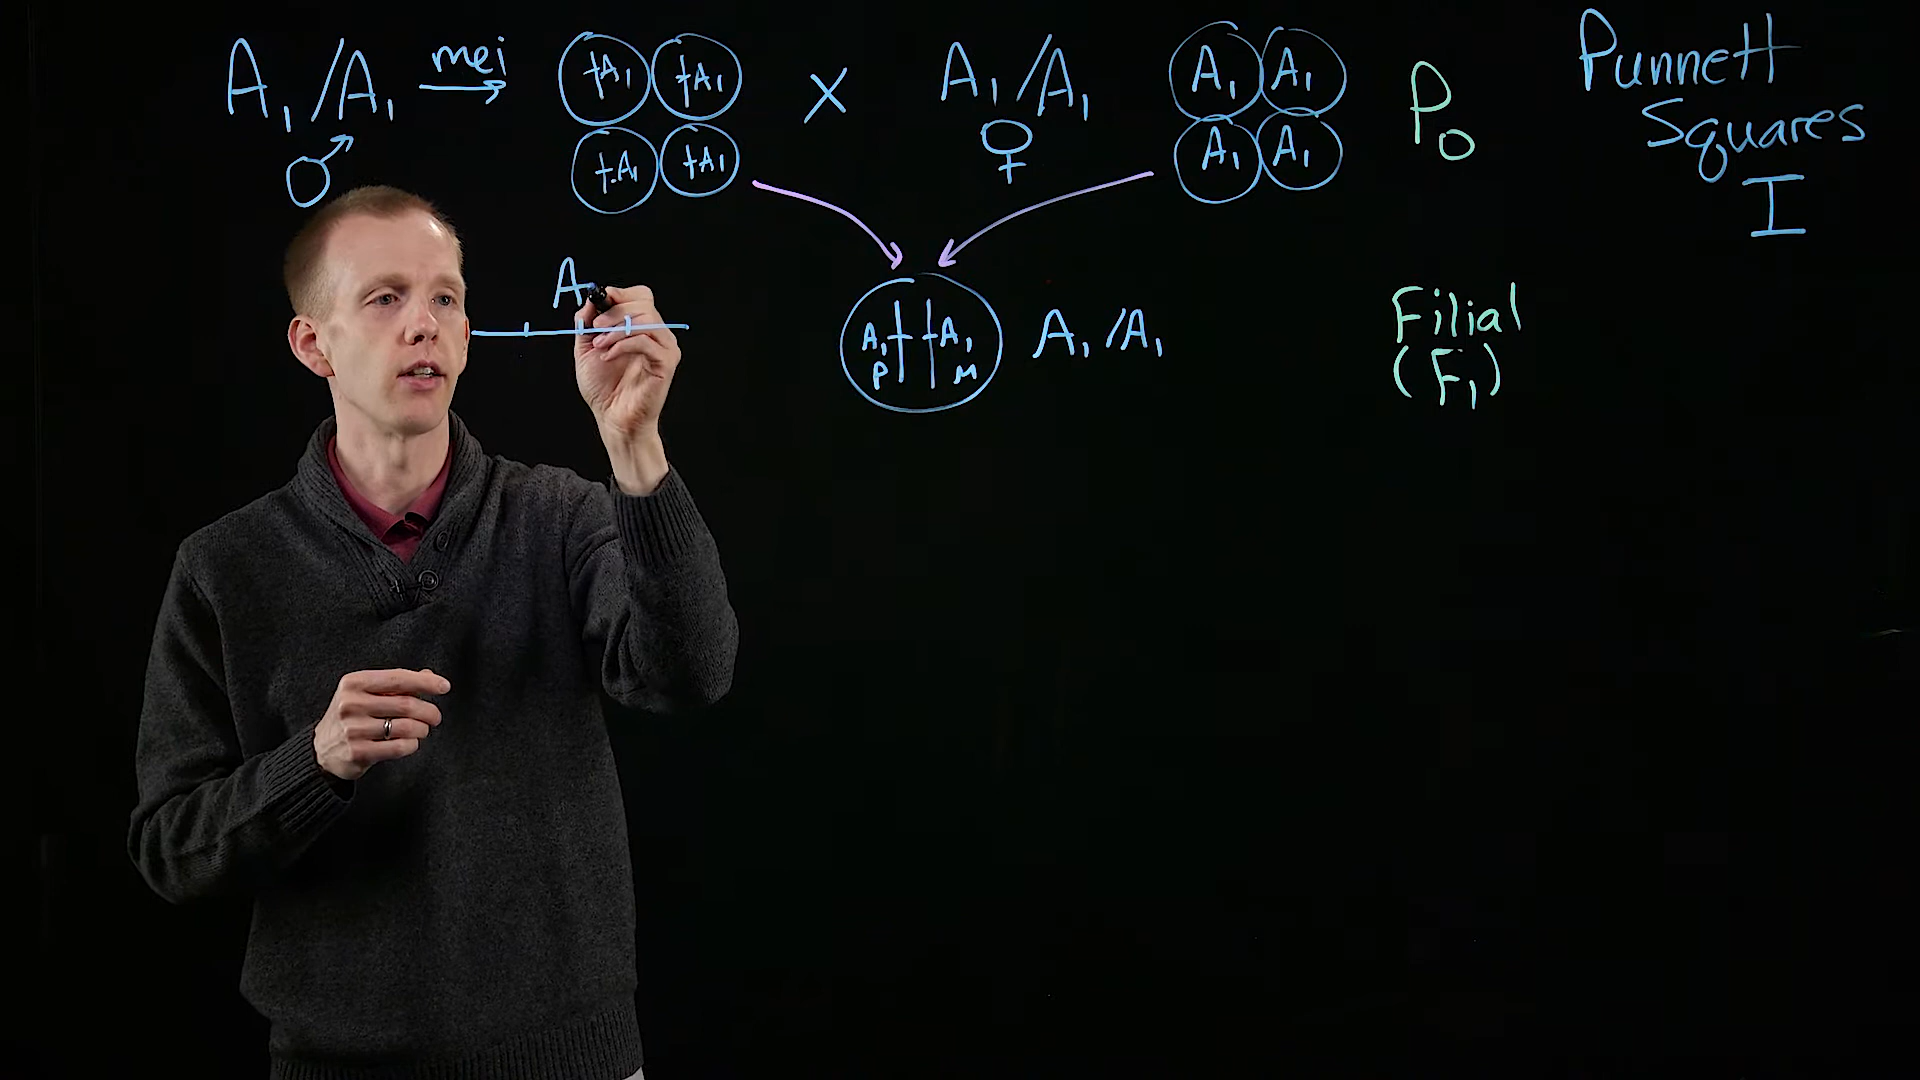 A₁/A₁ mei → A₁ A₁ × A₁/A₁ A₁ A₁ P₀
♂ A₁ A₁ ♀ A₁ A₁
Punnett
Squares
I
A
A₁ A₁ A₁/A₁
P M
Filial
(F₁)